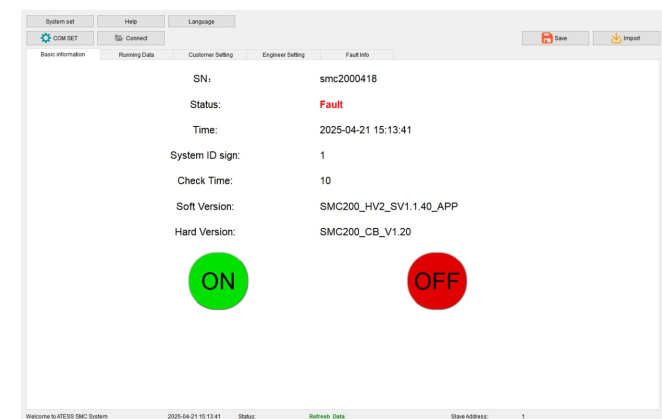 System set Help Language
COM SET Connect Save Import
Basic information Running Data Customer Setting Engineer Setting Fault Info
SN： smc2000418
Status: Fault
Time: 2025-04-21 15:13:41
System ID sign: 1
Check Time: 10
Soft Version: SMC200_HV2_SV1.1.40_APP
Hard Version: SMC200_CB_V1.20
ON OFF
Welcome to ATESS SMC System 2025-04-21 15:13:41 Status: Refresh Data Slave Address: 1